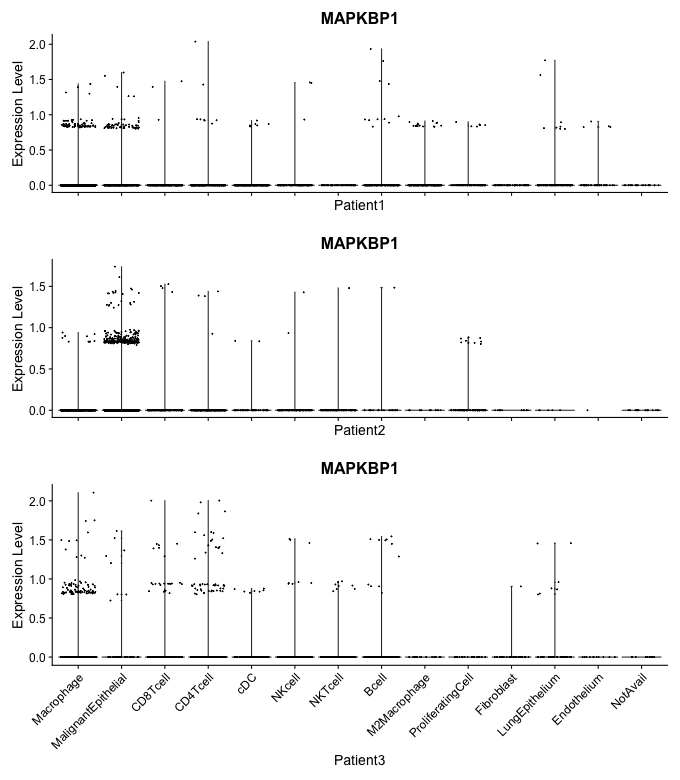 MAPKBP1
Expression Level
2.0
1.5
1.0
0.5
0.0
Patient1
MAPKBP1
Expression Level
1.5
1.0
0.5
0.0
Patient2
MAPKBP1
Expression Level
2.0
1.5
1.0
0.5
0.0
Macrophage
MalignantEpithelial
CD8Tcell
CD4Tcell
cDC
NKcell
NKTcell
Bcell
M2Macrophage
ProliferatingCell
Fibroblast
LungEpithelium
Endothelium
NotAvail
Patient3